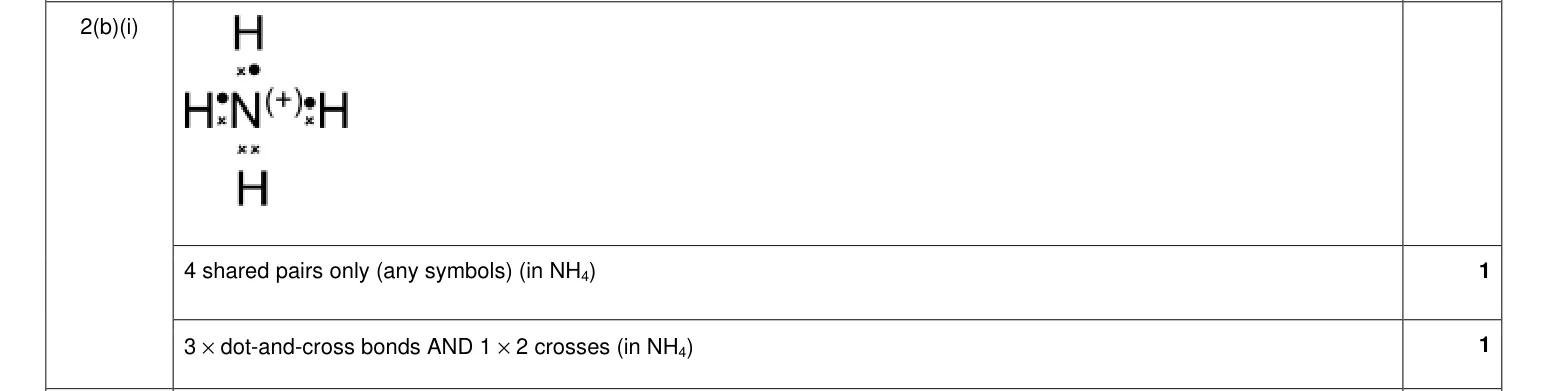 2(b)(i)
H
×●
H●×N(+)●×H
××
H
4 shared pairs only (any symbols) (in NH₄)
1
3 × dot-and-cross bonds AND 1 × 2 crosses (in NH₄)
1